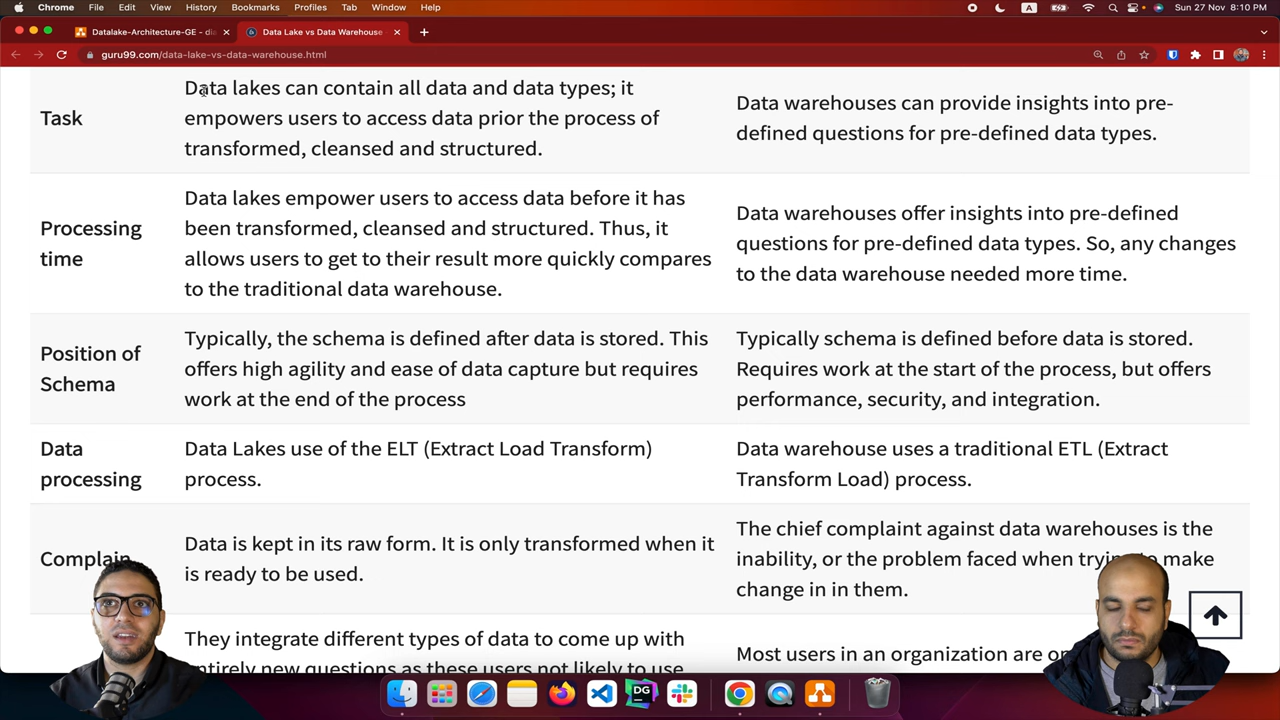 Chrome File Edit View History Bookmarks Profiles Tab Window Help
A
Sun 27 Nov 8:10 PM
Datalake-Architecture-GE - di
Data Lake vs Data Warehouse
guru99.com/data-lake-vs-data-warehouse.html
Task
Data lakes can contain all data and data types; it
empowers users to access data prior the process of
transformed, cleansed and structured.
Data warehouses can provide insights into pre-
defined questions for pre-defined data types.
Processing
time
Data lakes empower users to access data before it has
been transformed, cleansed and structured. Thus, it
allows users to get to their result more quickly compares
to the traditional data warehouse.
Data warehouses offer insights into pre-defined
questions for pre-defined data types. So, any changes
to the data warehouse needed more time.
Position of
Schema
Typically, the schema is defined after data is stored. This
offers high agility and ease of data capture but requires
work at the end of the process
Typically schema is defined before data is stored.
Requires work at the start of the process, but offers
performance, security, and integration.
Data
processing
Data Lakes use of the ELT (Extract Load Transform)
process.
Data warehouse uses a traditional ETL (Extract
Transform Load) process.
Complain
Data is kept in its raw form. It is only transformed when it
is ready to be used.
The chief complaint against data warehouses is the
inability, or the problem faced when trying to make
change in in them.
They integrate different types of data to come up with
entirely new questions as these users not likely to use
Most users in an organization are
DG